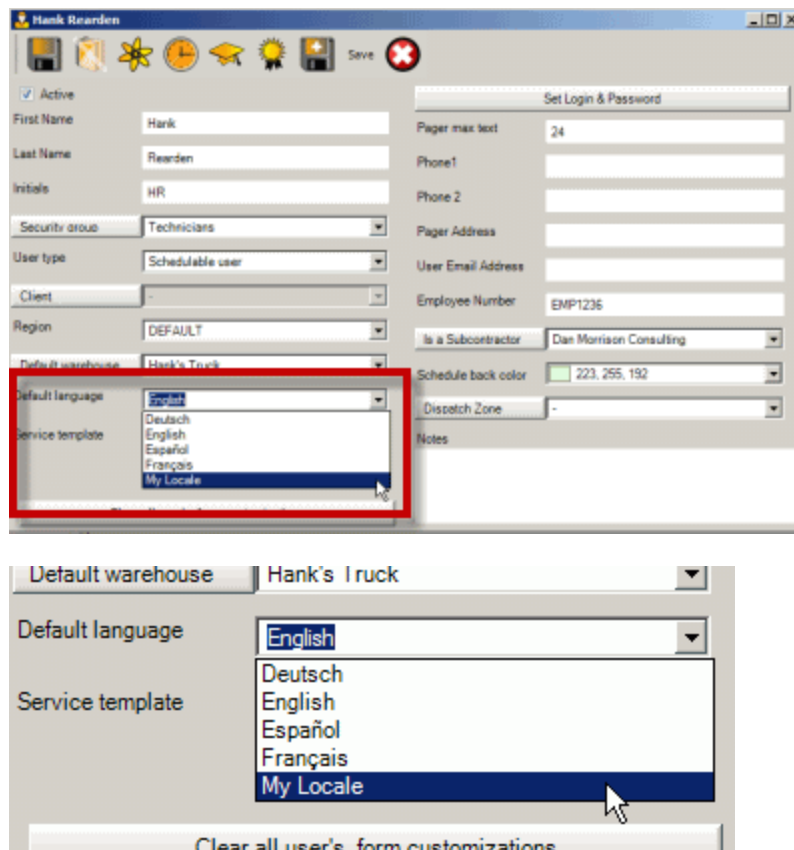 Hank Rearden
Save
Active
First Name Hank
Last Name Rearden
Initials HR
Security group Technicians
User type Schedulable user
Client -
Region DEFAULT
Default warehouse Hank's Truck
Default language English
Deutsch
English
Español
Français
My Locale
Service template
Set Login & Password
Pager max text 24
Phone1
Phone 2
Pager Address
User Email Address
Employee Number EMP1236
Is a Subcontractor Dan Morrison Consulting
Schedule back color 223, 255, 192
Dispatch Zone -
Notes
Default warehouse Hank's Truck
Default language English
Deutsch
English
Español
Français
My Locale
Service template
Clear all user's form customizations